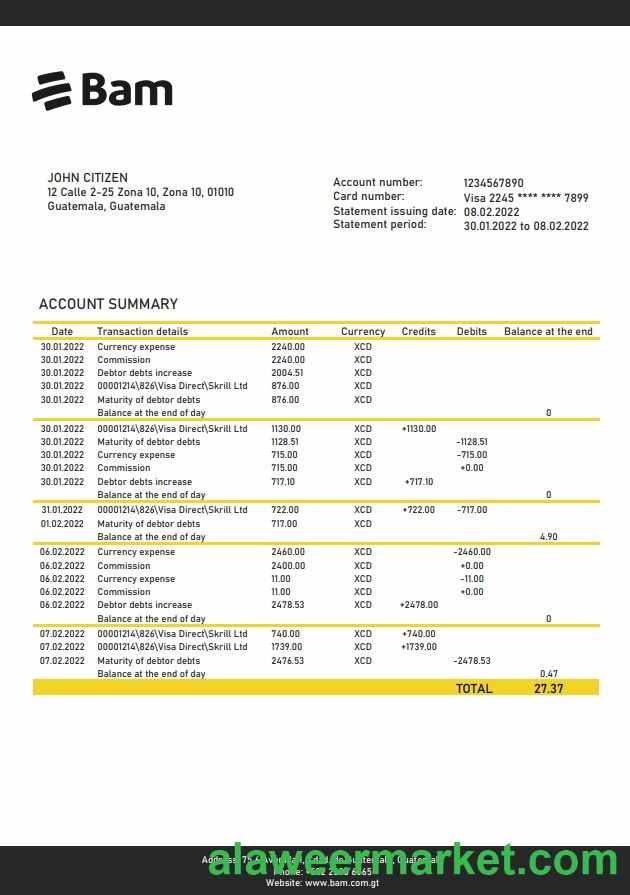 Bam
JOHN CITIZEN
12 Calle 2-25 Zona 10, Zona 10, 01010
Guatemala, Guatemala
Account number: 1234567890
Card number: Visa 2245 **** **** 7899
Statement issuing date: 08.02.2022
Statement period: 30.01.2022 to 08.02.2022
ACCOUNT SUMMARY
Date Transaction details Amount Currency Credits Debits Balance at the end
30.01.2022 Currency expense 2240.00 XCD
30.01.2022 Commission 2240.00 XCD
30.01.2022 Debtor debts increase 2004.51 XCD
30.01.2022 00001214\826\Visa Direct\Skrill Ltd 876.00 XCD
30.01.2022 Maturity of debtor debts 876.00 XCD
Balance at the end of day 0
30.01.2022 00001214\826\Visa Direct\Skrill Ltd 1130.00 XCD +1130.00
30.01.2022 Maturity of debtor debts 1128.51 XCD -1128.51
30.01.2022 Currency expense 715.00 XCD -715.00
30.01.2022 Commission 715.00 XCD +0.00
30.01.2022 Debtor debts increase 717.10 XCD +717.10
Balance at the end of day 0
31.01.2022 00001214\826\Visa Direct\Skrill Ltd 722.00 XCD +722.00 -717.00
01.02.2022 Maturity of debtor debts 717.00 XCD
Balance at the end of day 4.90
06.02.2022 Currency expense 2460.00 XCD -2460.00
06.02.2022 Commission 2400.00 XCD +0.00
06.02.2022 Currency expense 11.00 XCD -11.00
06.02.2022 Commission 11.00 XCD +0.00
06.02.2022 Debtor debts increase 2478.53 XCD +2478.00
Balance at the end of day 0
07.02.2022 00001214\826\Visa Direct\Skrill Ltd 740.00 XCD +740.00
07.02.2022 00001214\826\Visa Direct\Skrill Ltd 1739.00 XCD +1739.00
07.02.2022 Maturity of debtor debts 2476.53 XCD -2478.53
Balance at the end of day 0.47
TOTAL 27.37
alaweermarket.com
Website: www.bam.com.gt